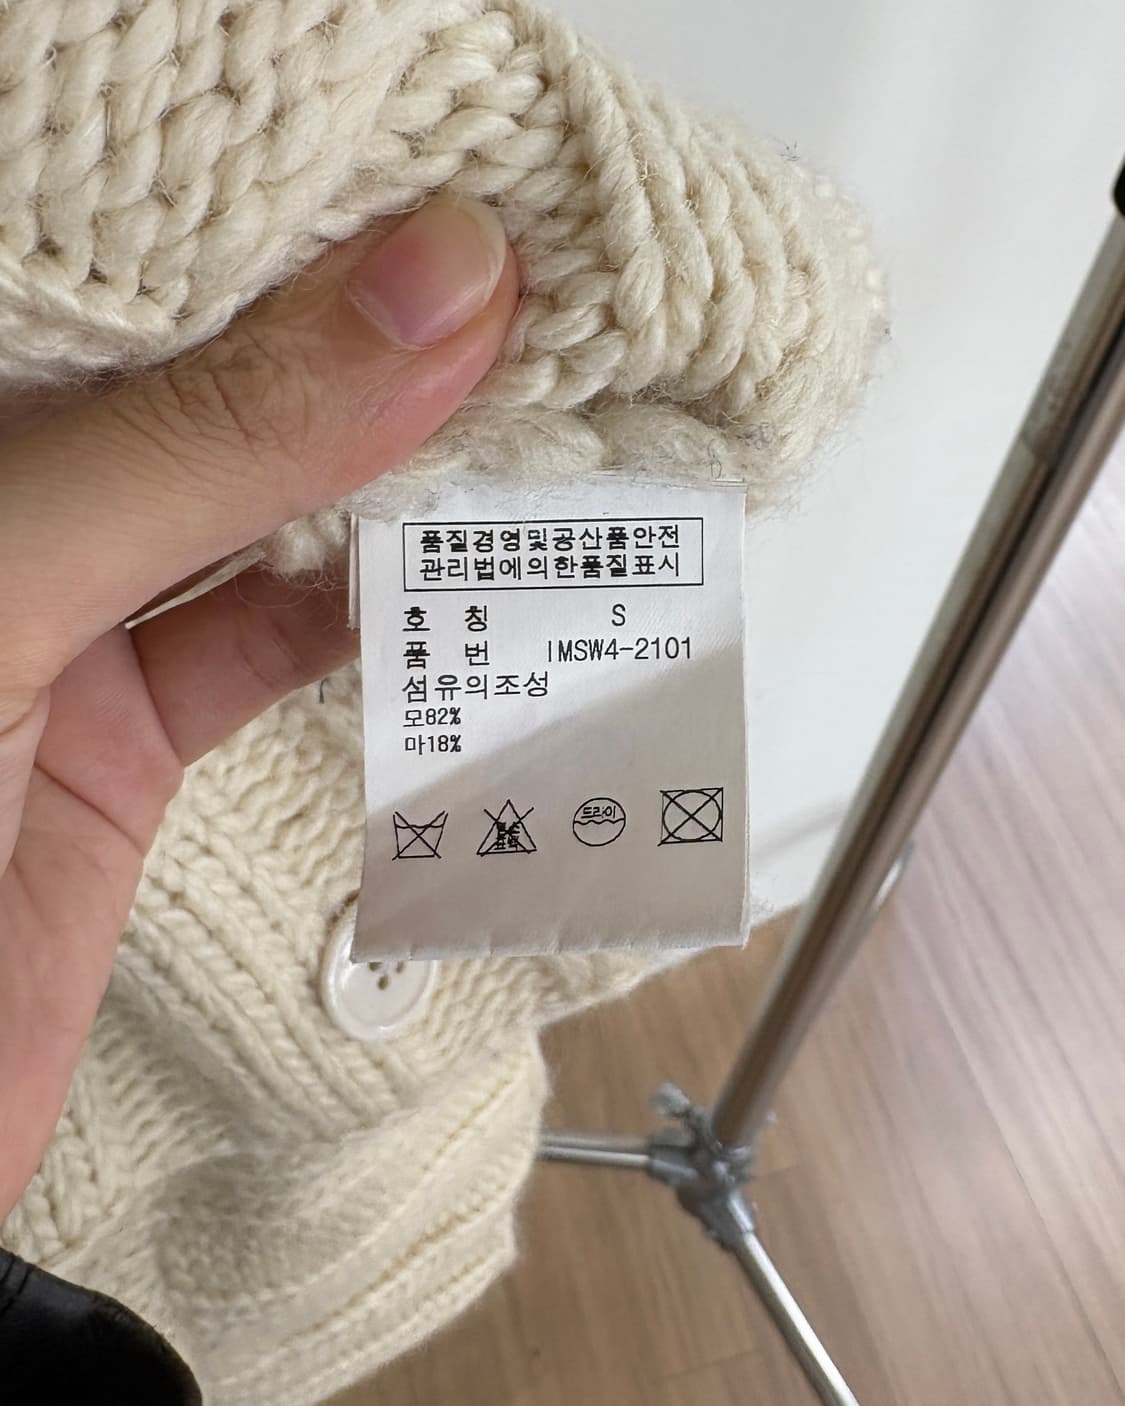 품질경영및공산품안전
관리법에의한품질표시
호 칭 S
품 번 IMSW4-2101
섬유의조성
모82%
마18%
드라이